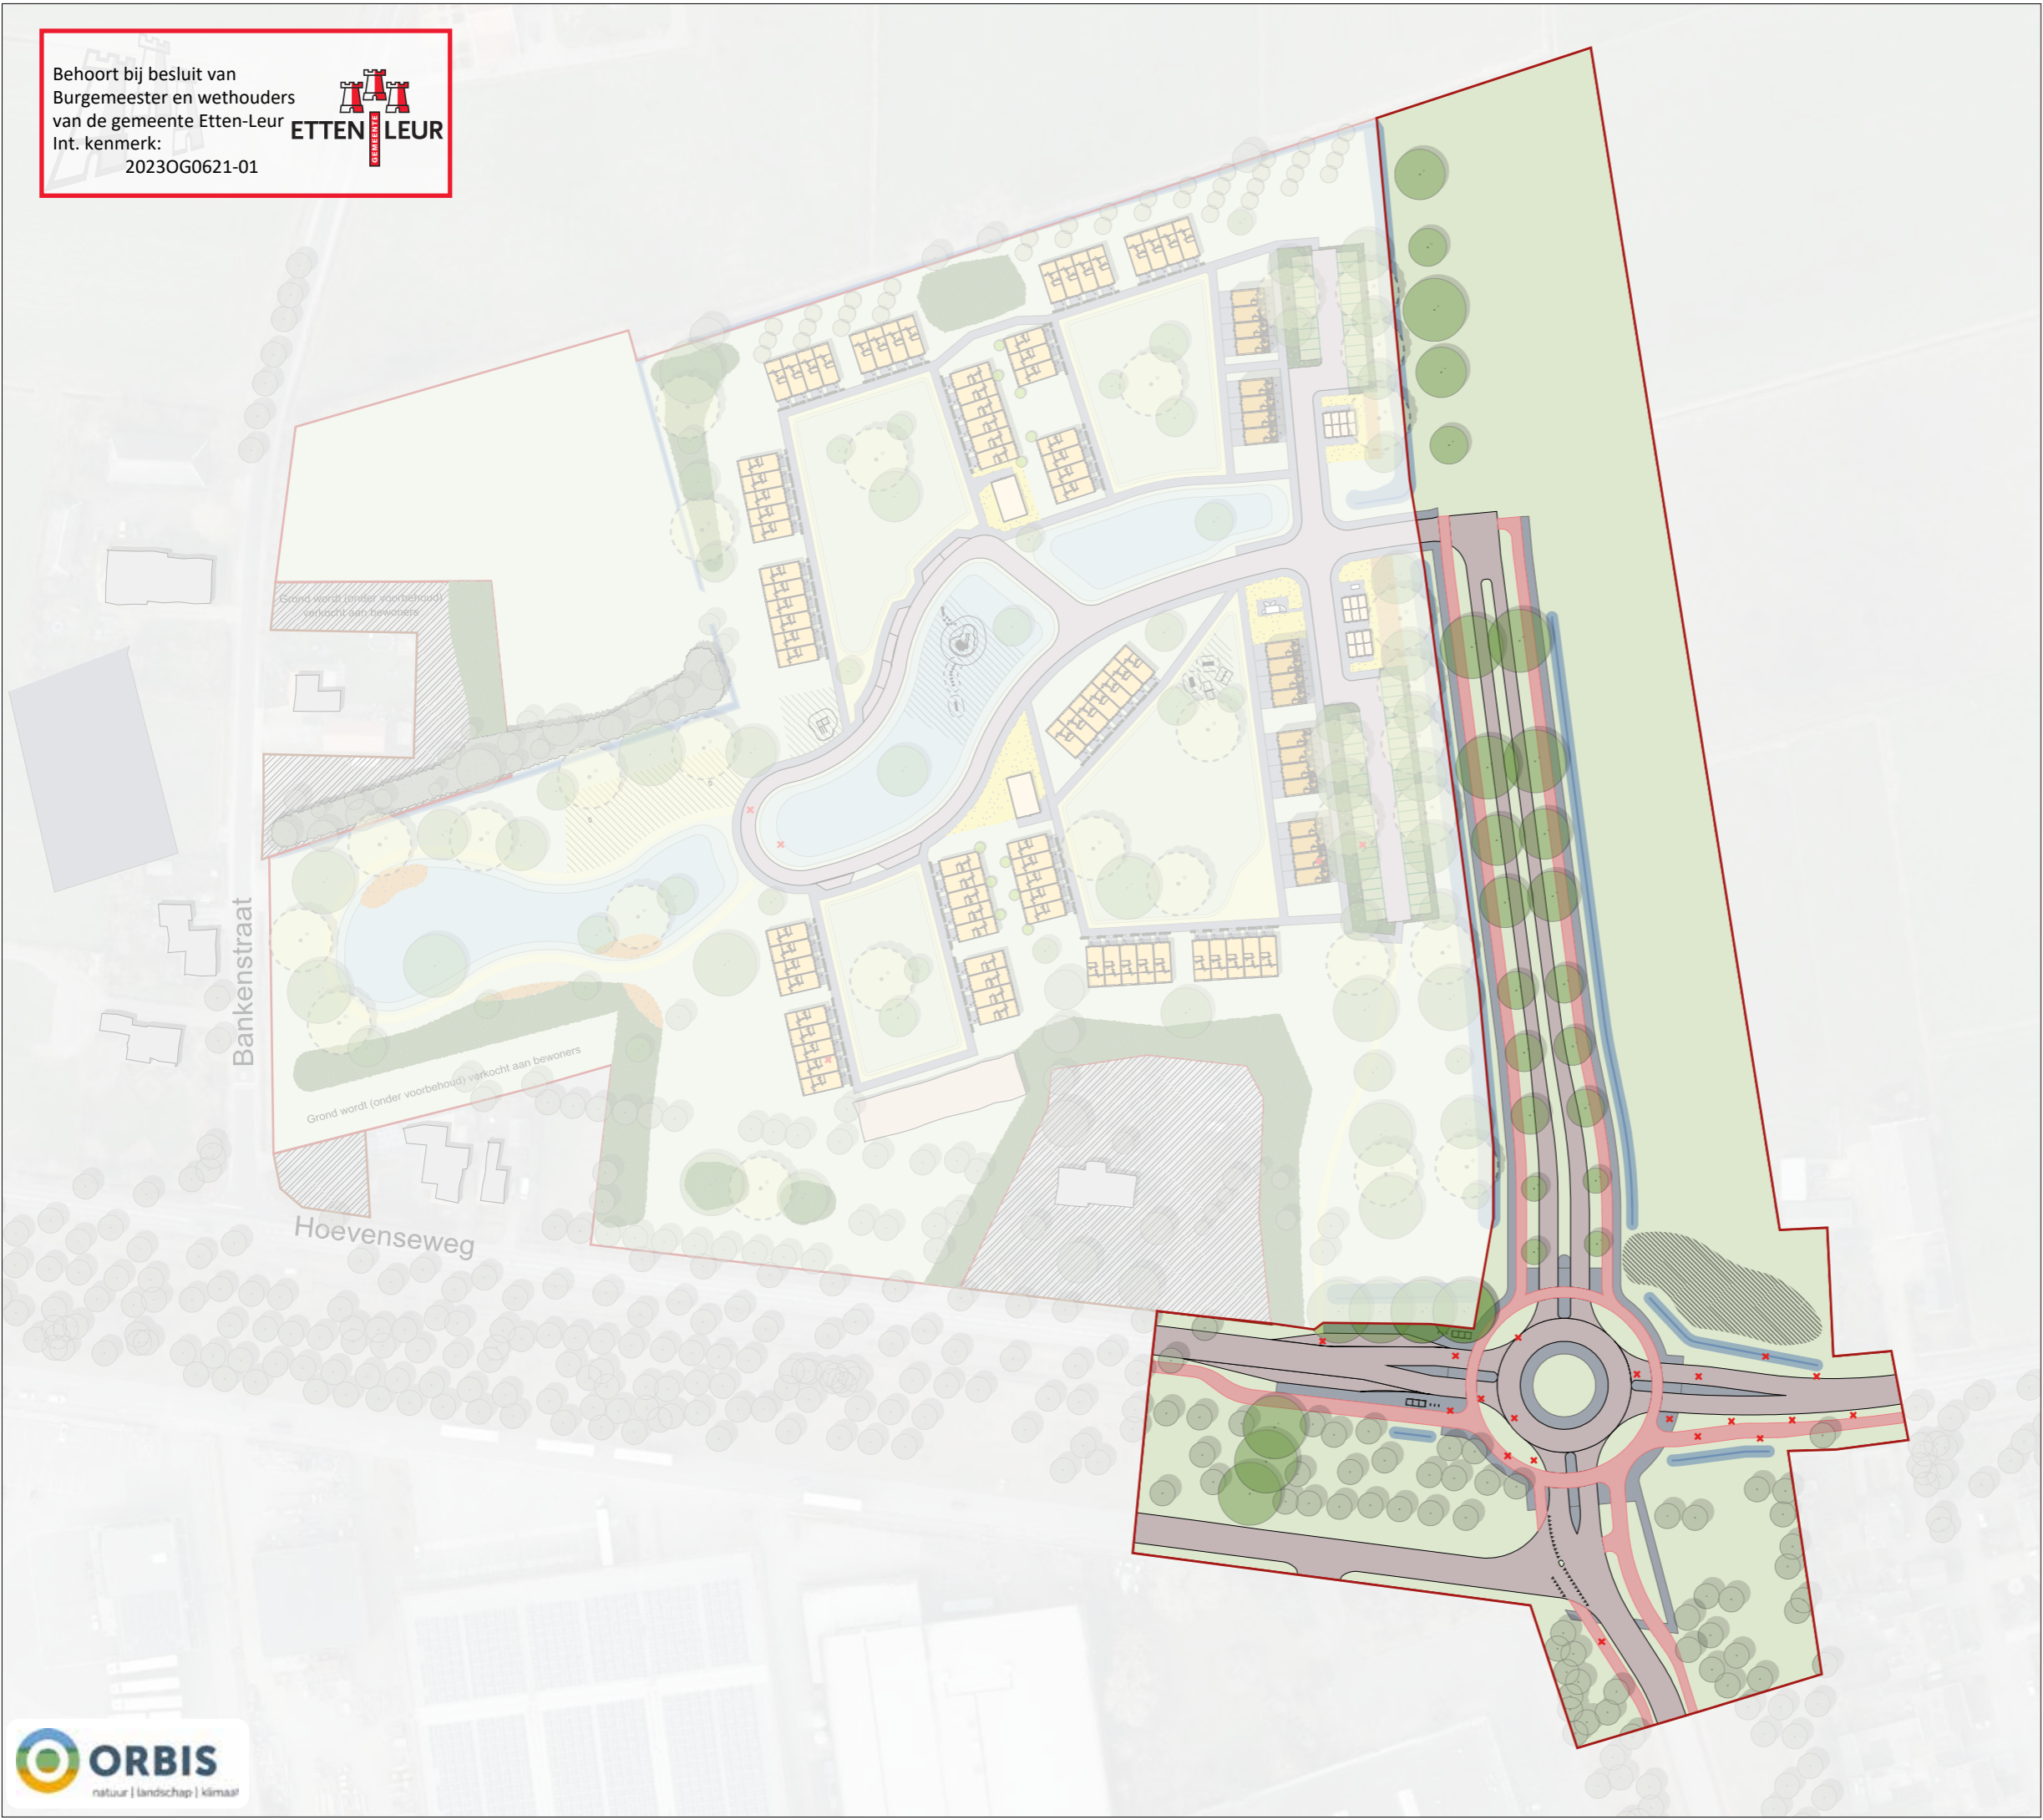 Behoort bij besluit van
Burgemeester en wethouders
van de gemeente Etten-Leur
Int. kenmerk:
2023OG0621-01
ETTEN GEMEENTE LEUR
Grond wordt (onder voorbehoud)
verkocht aan bewoners
Bankenstraat
Grond wordt (onder voorbehoud) verkocht aan bewoners
Hoevenseweg
ORBIS
natuur | landschap | klimaat